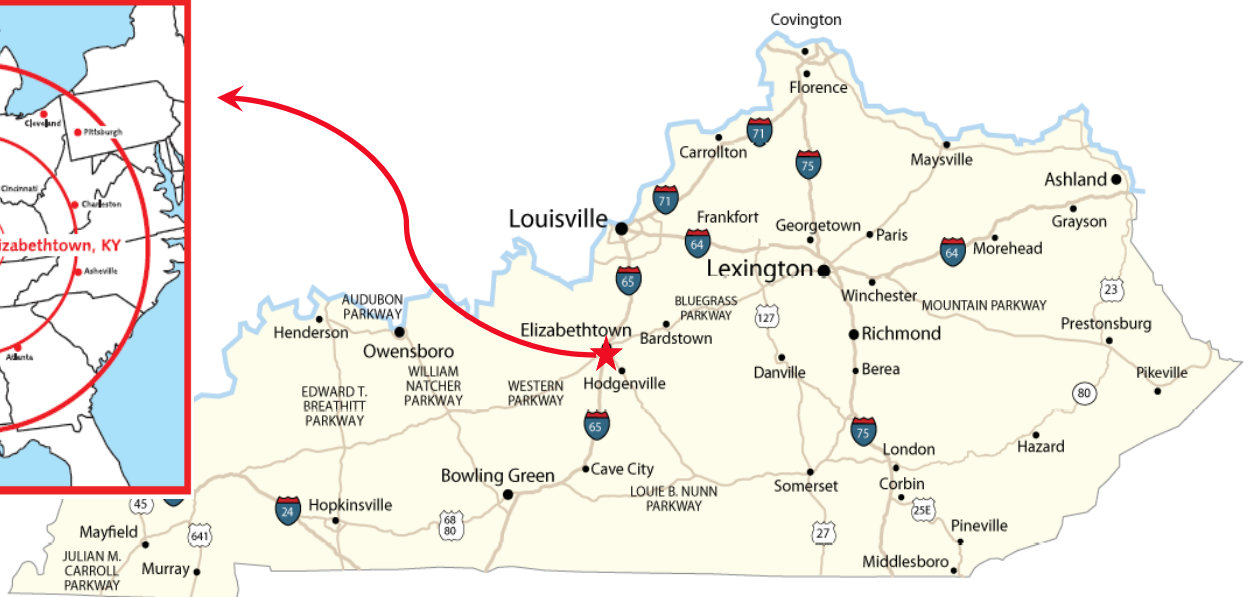 Cleveland
Pittsburgh
Cincinnati
Charleston
izabethtown, KY
Asheville
Atlanta
Covington
Florence
71
Carrollton
75
Maysville
Ashland
71
Grayson
Louisville
Frankfort
Georgetown
Paris
64
64
Morehead
Lexington
65
Winchester
23
AUDUBON
PARKWAY
BLUEGRASS
PARKWAY
MOUNTAIN PARKWAY
127
Henderson
Elizabethtown
Bardstown
Richmond
Prestonsburg
Owensboro
WILLIAM
NATCHER
PARKWAY
Hodgenville
Danville
Berea
Pikeville
EDWARD T.
BREATHITT
PARKWAY
WESTERN
PARKWAY
80
65
75
Hazard
London
Cave City
Bowling Green
Somerset
Corbin
LOUIE B. NUNN
PARKWAY
45
24
Hopkinsville
68
80
25E
Mayfield
641
27
Pineville
JULIAN M.
CARROLL
PARKWAY
Murray
Middlesboro